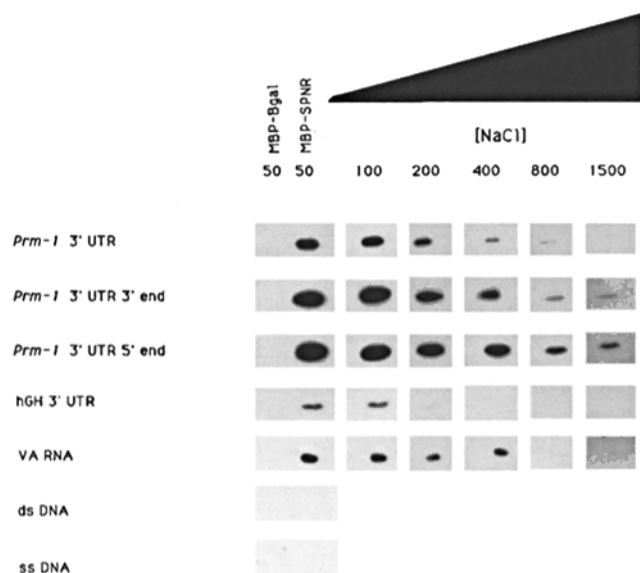 MBP-Bgal
MBP-SPNR
[NaCl]
50 50 100 200 400 800 1500
Prm-1 3' UTR
Prm-1 3' UTR 3' end
Prm-1 3' UTR 5' end
hGH 3' UTR
VA RNA
ds DNA
ss DNA